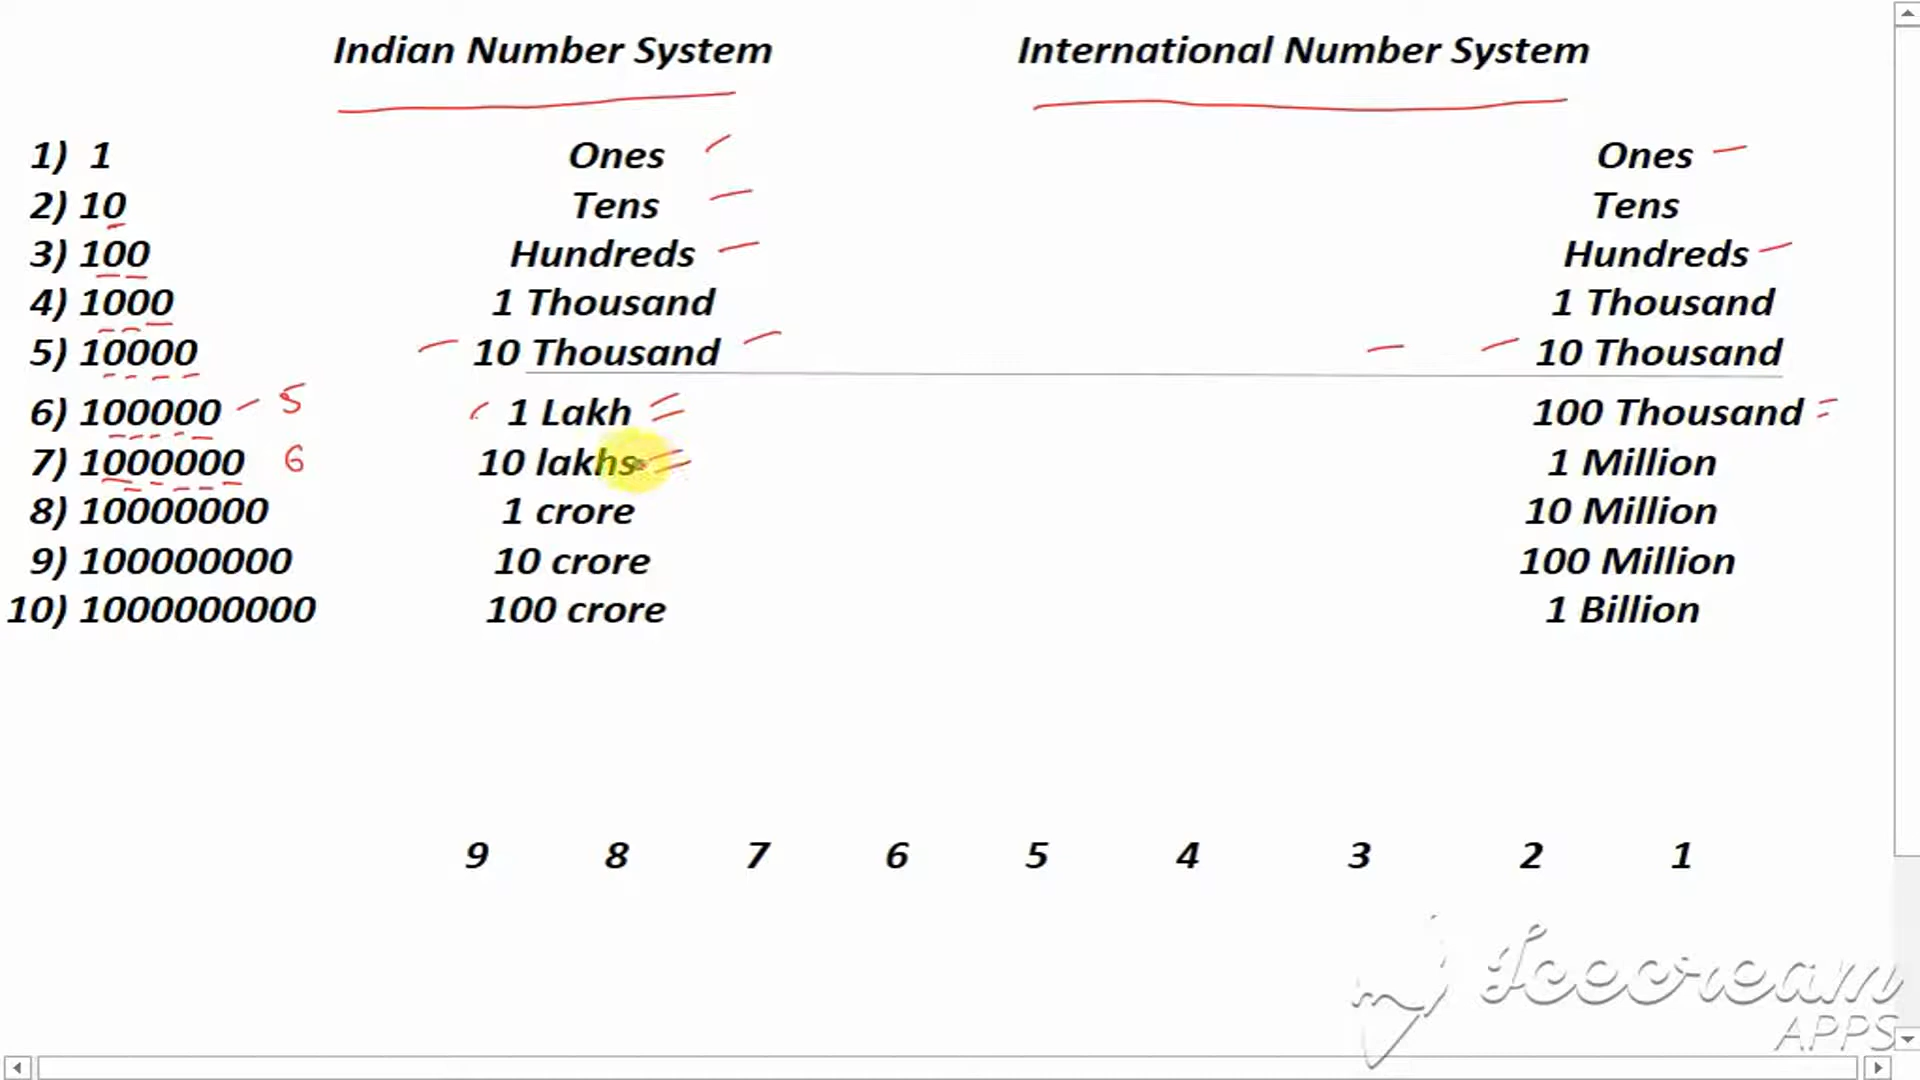 Indian Number System International Number System
1) 1 Ones Ones
2) 10 Tens Tens
3) 100 Hundreds Hundreds
4) 1000 1 Thousand 1 Thousand
5) 10000 10 Thousand 10 Thousand
6) 100000 5 1 Lakh 100 Thousand
7) 1000000 6 10 lakhs 1 Million
8) 10000000 1 crore 10 Million
9) 100000000 10 crore 100 Million
10) 1000000000 100 crore 1 Billion
9 8 7 6 5 4 3 2 1
Icecream
APPS